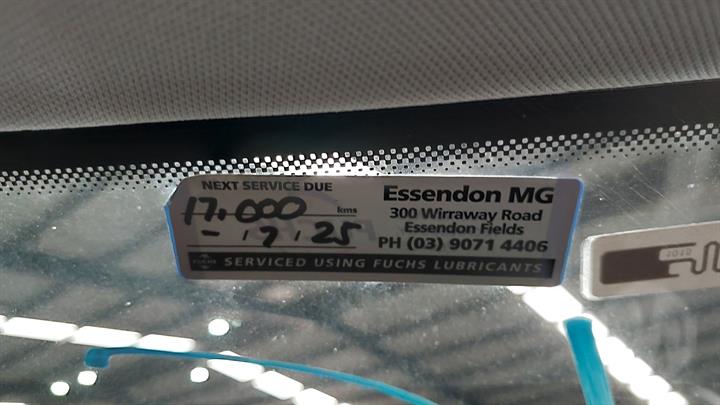 NEXT SERVICE DUE
17,000 kms
- / 7 / 25
Essendon MG
300 Wirraway Road
Essendon Fields
PH (03) 9071 4406
FUCHS SERVICED USING FUCHS LUBRICANTS